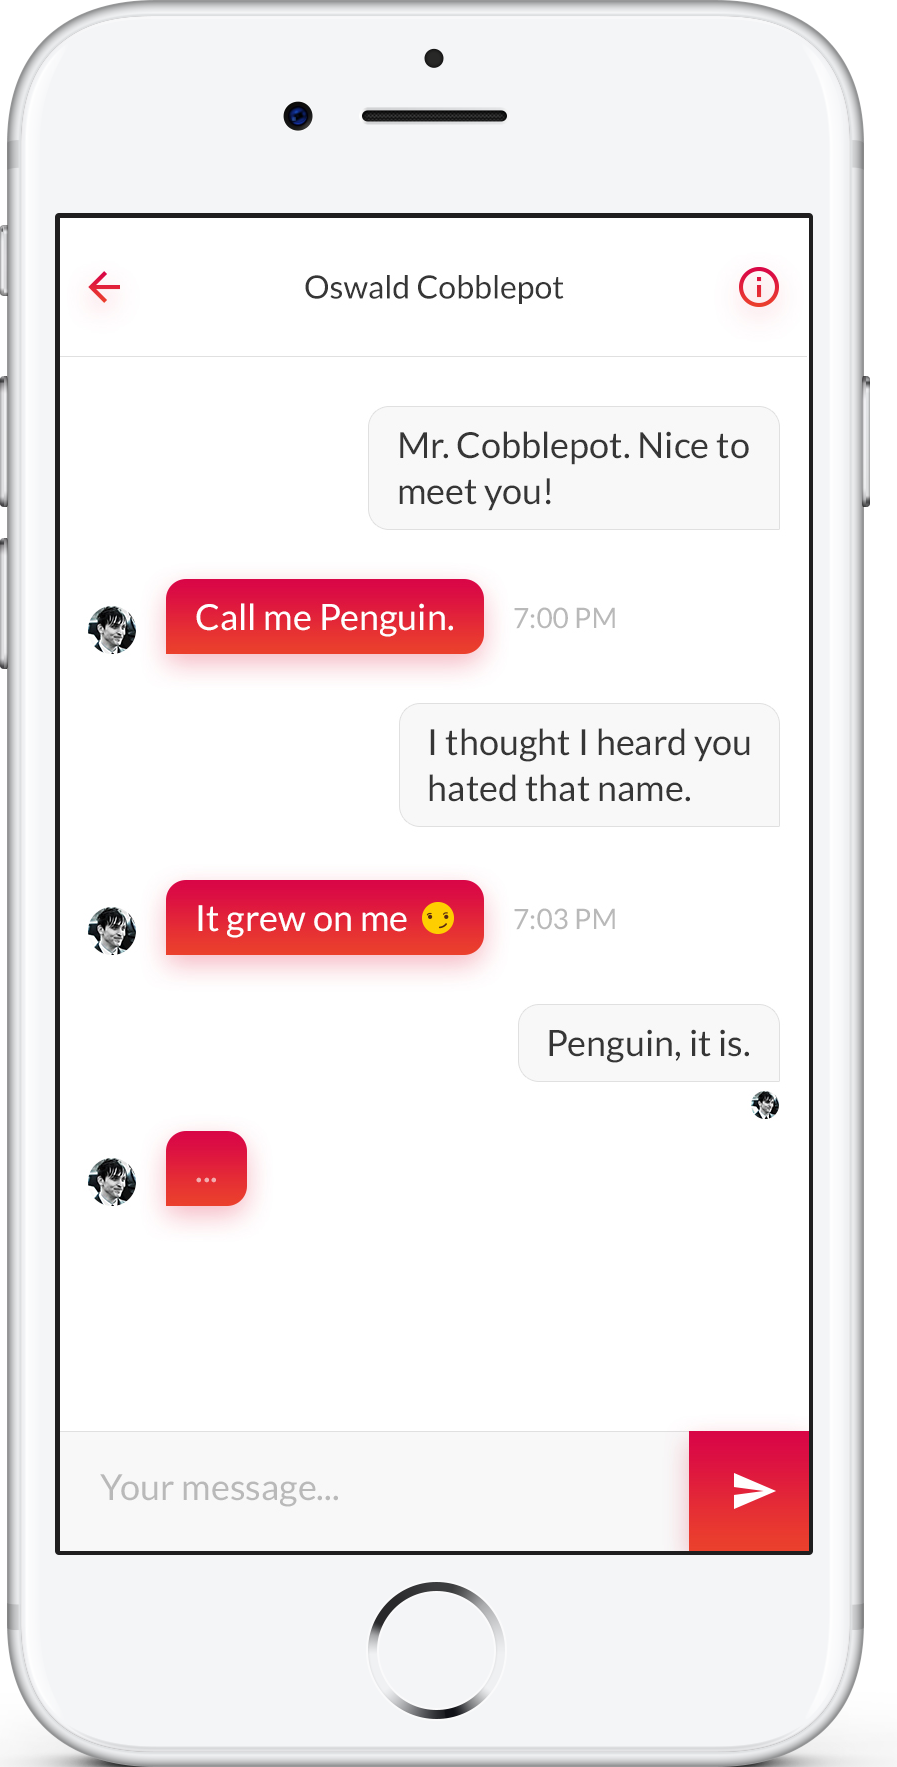 Oswald Cobblepot
Mr. Cobblepot. Nice to
meet you!
Call me Penguin.
7:00 PM
I thought I heard you
hated that name.
It grew on me 😏
7:03 PM
Penguin, it is.
...
Your message...